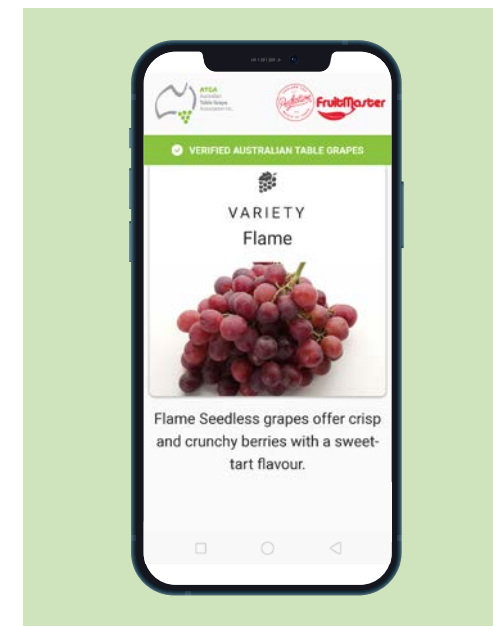 ATGA
Australian
Table Grape
Association Inc.
FruitMaster
VERIFIED AUSTRALIAN TABLE GRAPES
VARIETY
Flame
Flame Seedless grapes offer crisp
and crunchy berries with a sweet-
tart flavour.